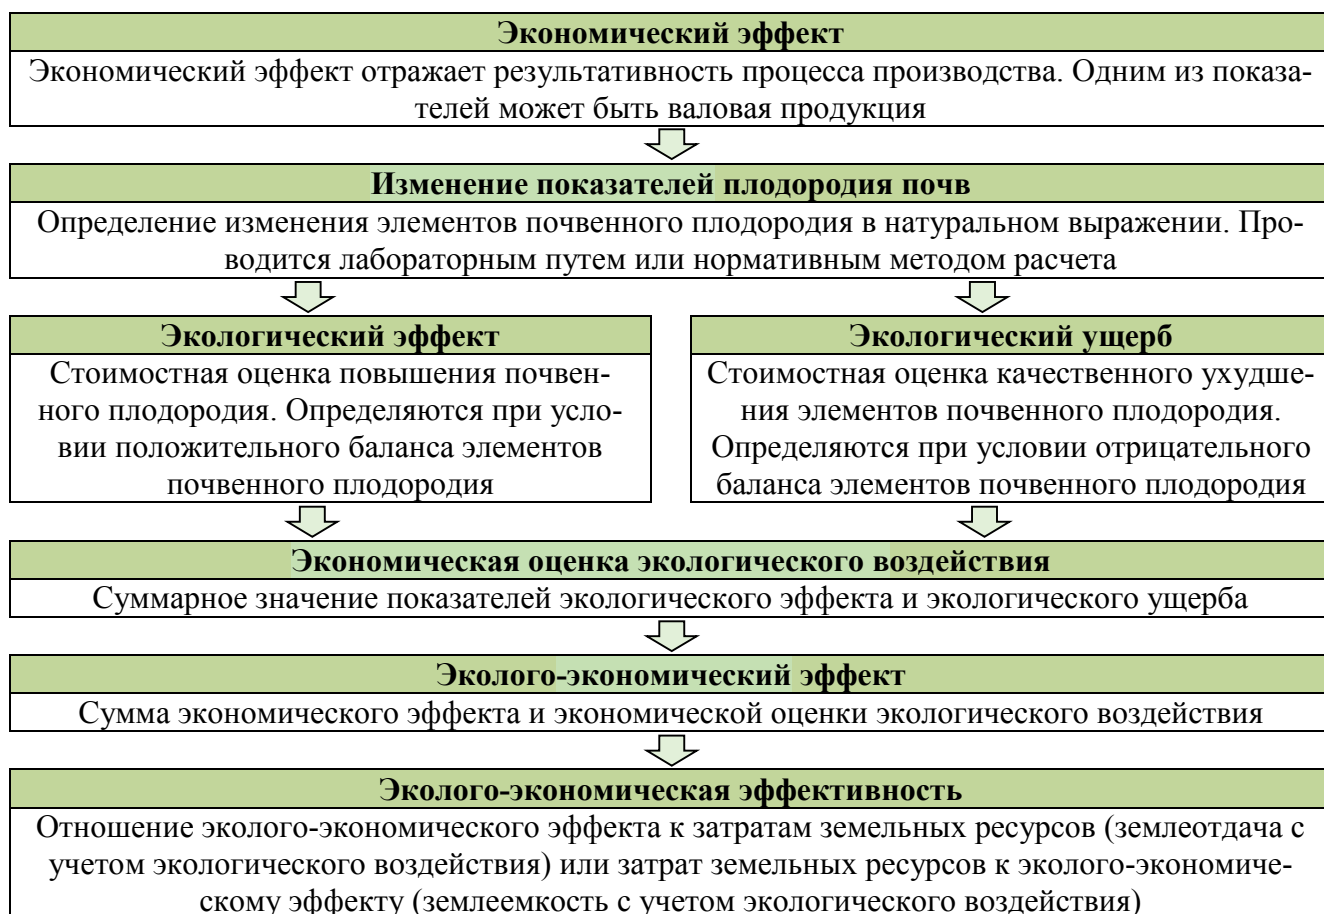 Экономический эффект
Экономический эффект отражает результативность процесса производства. Одним из показа-
телей может быть валовая продукция
Изменение показателей плодородия почв
Определение изменения элементов почвенного плодородия в натуральном выражении. Про-
водится лабораторным путем или нормативным методом расчета
Экологический эффект
Стоимостная оценка повышения почвен-
ного плодородия. Определяются при усло-
вии положительного баланса элементов
почвенного плодородия
Экологический ущерб
Стоимостная оценка качественного ухудше-
ния элементов почвенного плодородия.
Определяются при условии отрицательного
баланса элементов почвенного плодородия
Экономическая оценка экологического воздействия
Суммарное значение показателей экологического эффекта и экологического ущерба
Эколого-экономический эффект
Сумма экономического эффекта и экономической оценки экологического воздействия
Эколого-экономическая эффективность
Отношение эколого-экономического эффекта к затратам земельных ресурсов (землеотдача с
учетом экологического воздействия) или затрат земельных ресурсов к эколого-экономиче-
скому эффекту (землеемкость с учетом экологического воздействия)